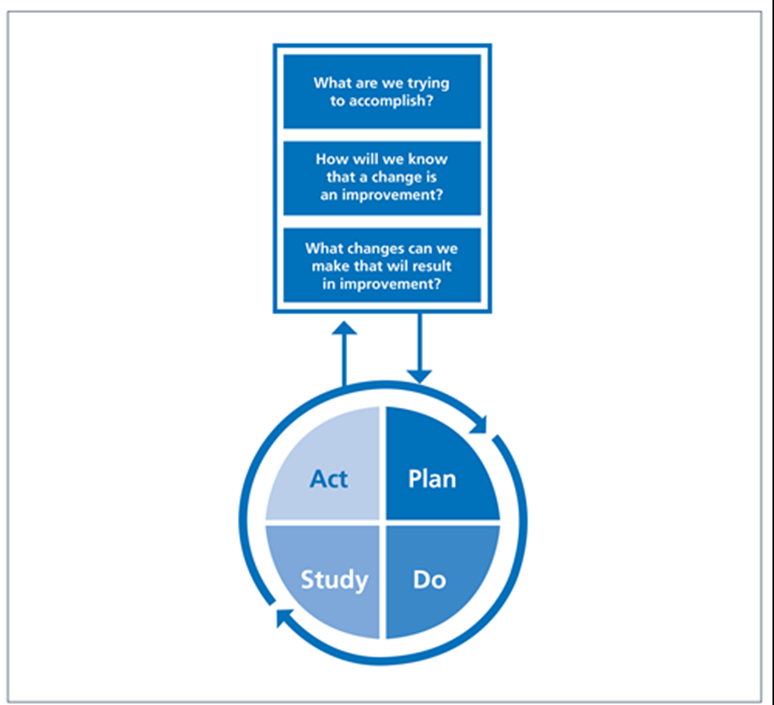 What are we trying
to accomplish?
How will we know
that a change is
an improvement?
What changes can we
make that wil result
in improvement?
Act
Plan
Study
Do